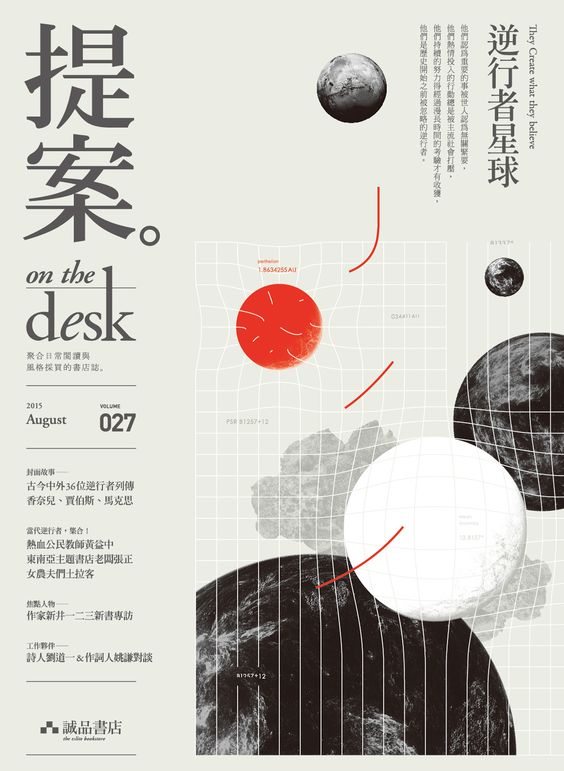 提案。
on the
desk
聚合日常閱讀與
風格採買的書店誌。
2015
August
VOLUME
027
封面故事──
古今中外36位逆行者列傳
香奈兒、賈伯斯、馬克思
當代逆行者，集合！
熱血公民教師黃益中
東南亞主題書店老闆張正
女農夫們土拉客
焦點人物──
作家新井一二三新書專訪
工作夥伴──
詩人劉道一＆作詞人姚謙對談
誠品書店
the eslite bookstore
They Create what they believe
逆行者星球
他們認為重要的事被世人認為無關緊要，
他們熱情投入的行動總是被主流社會打壓，
他們持續的努力得經過漫長時間的考驗才有收獲，
他們是歷史開始之前被忽略的逆行者。
perihelion
1.8634255AU
PSR B1257+12
B1257+12